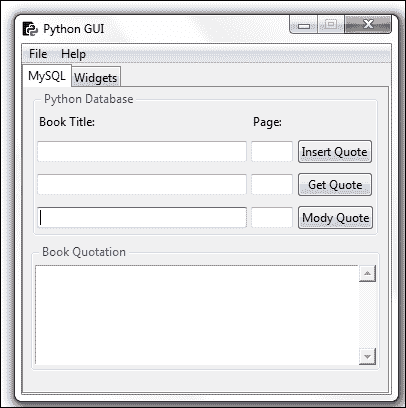 Python GUI
File Help
MySQL Widgets
Python Database
Book Title: Page:
Insert Quote
Get Quote
Mody Quote
Book Quotation